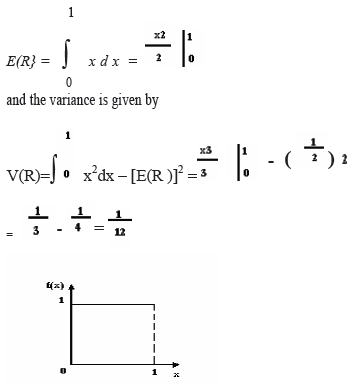 1
E(R} = ∫ x d x = x2/2 | 1 0
0
and the variance is given by
1
V(R)=∫ 0 x²dx – [E(R )]² = x3/3 | 1 0 - ( 1/2 ) 2
= 1/3 - 1/4 = 1/12
f(x)
1
0 1 x